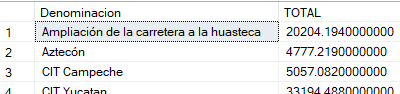 Denominacion TOTAL
1 Ampliación de la carretera a la huasteca 20204.1940000000
2 Aztecón 4777.2190000000
3 CIT Campeche 5057.0820000000
4 CIT Yucatan 33194.4880000000